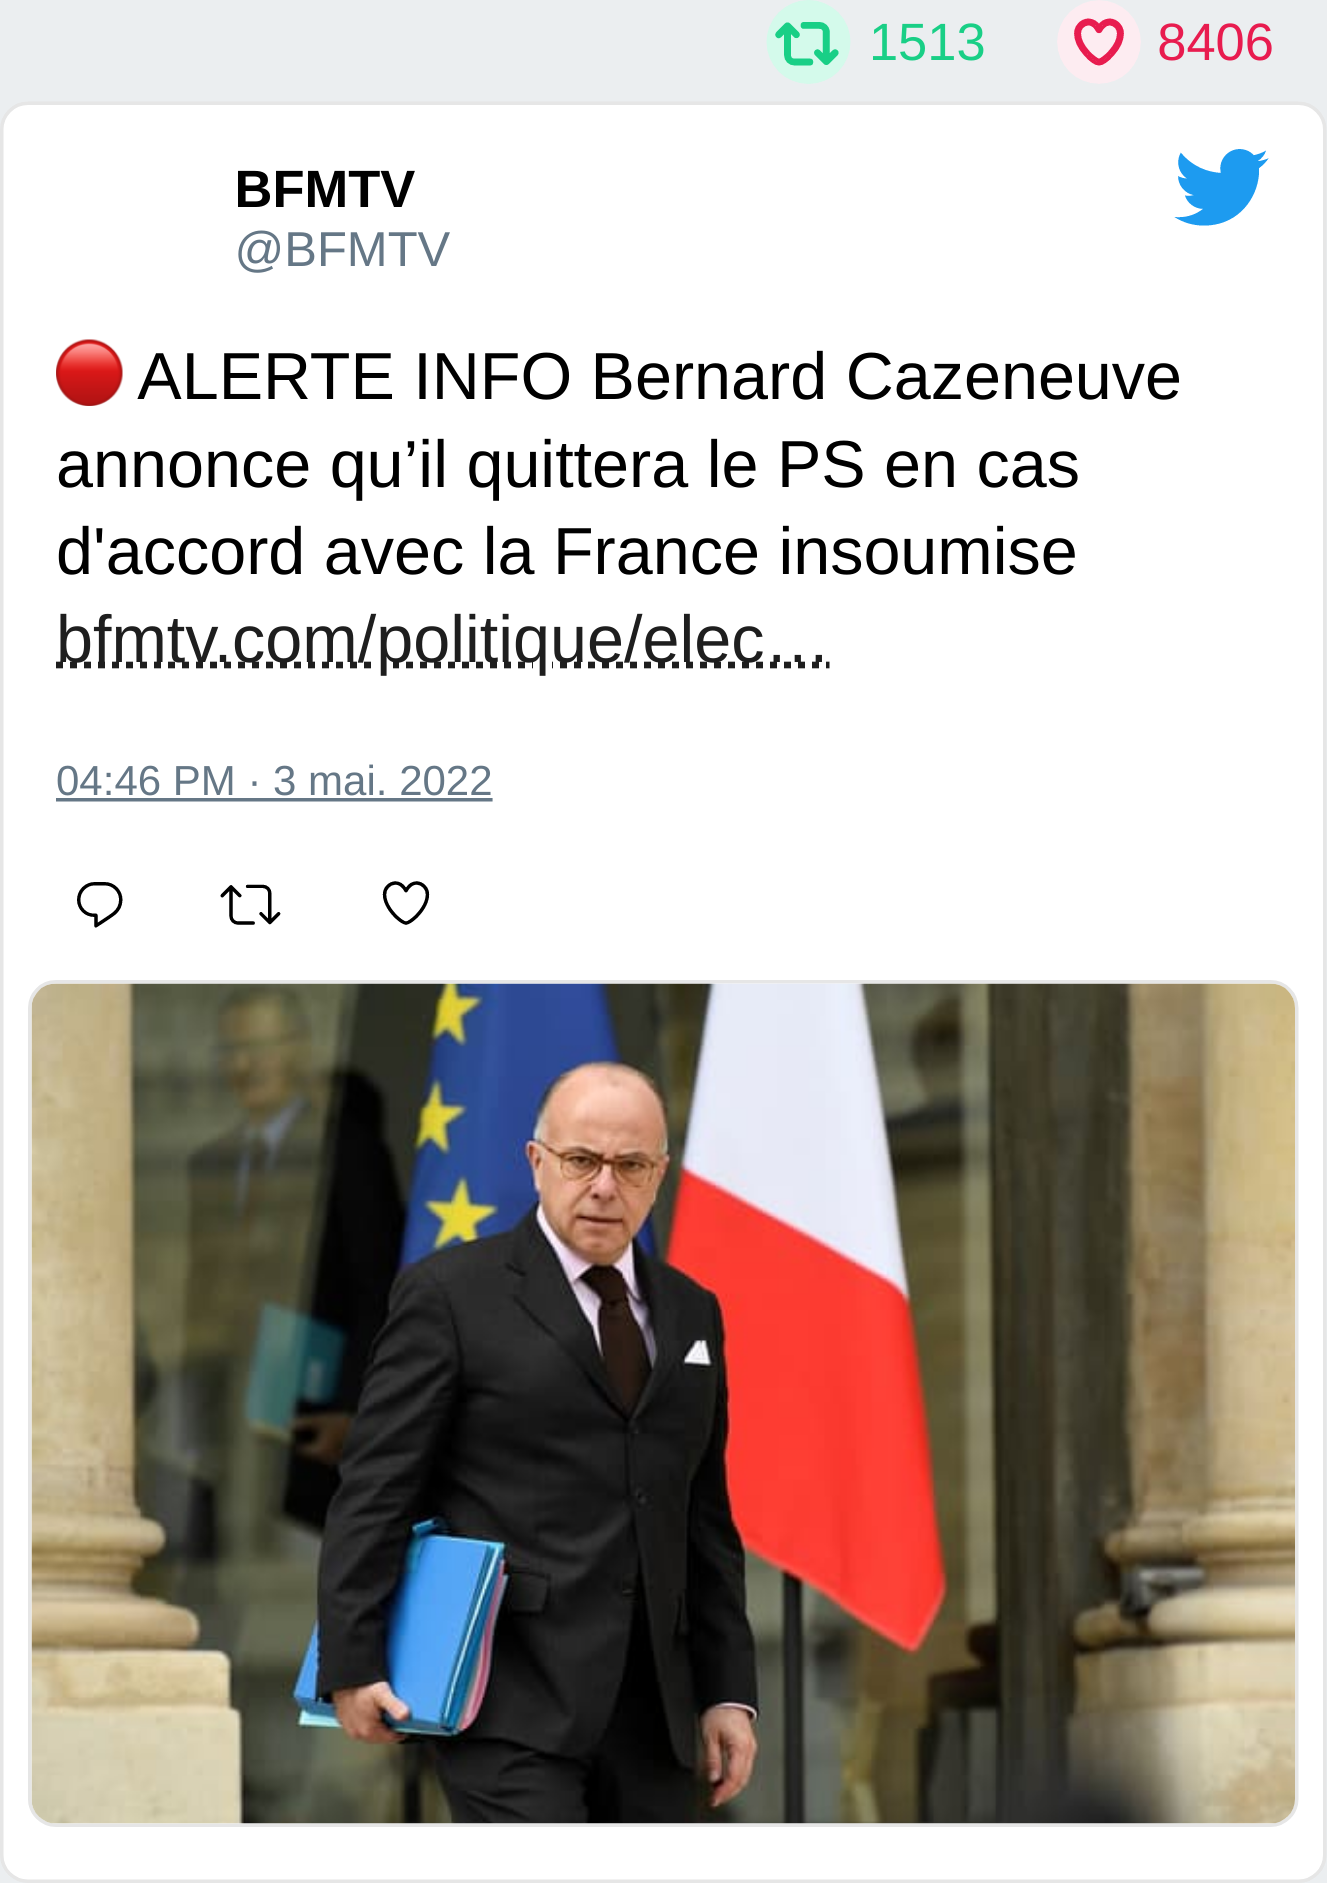 1513 8406
BFMTV
@BFMTV
🔴 ALERTE INFO Bernard Cazeneuve
annonce qu’il quittera le PS en cas
d'accord avec la France insoumise
bfmtv.com/politique/elec…
04:46 PM · 3 mai. 2022